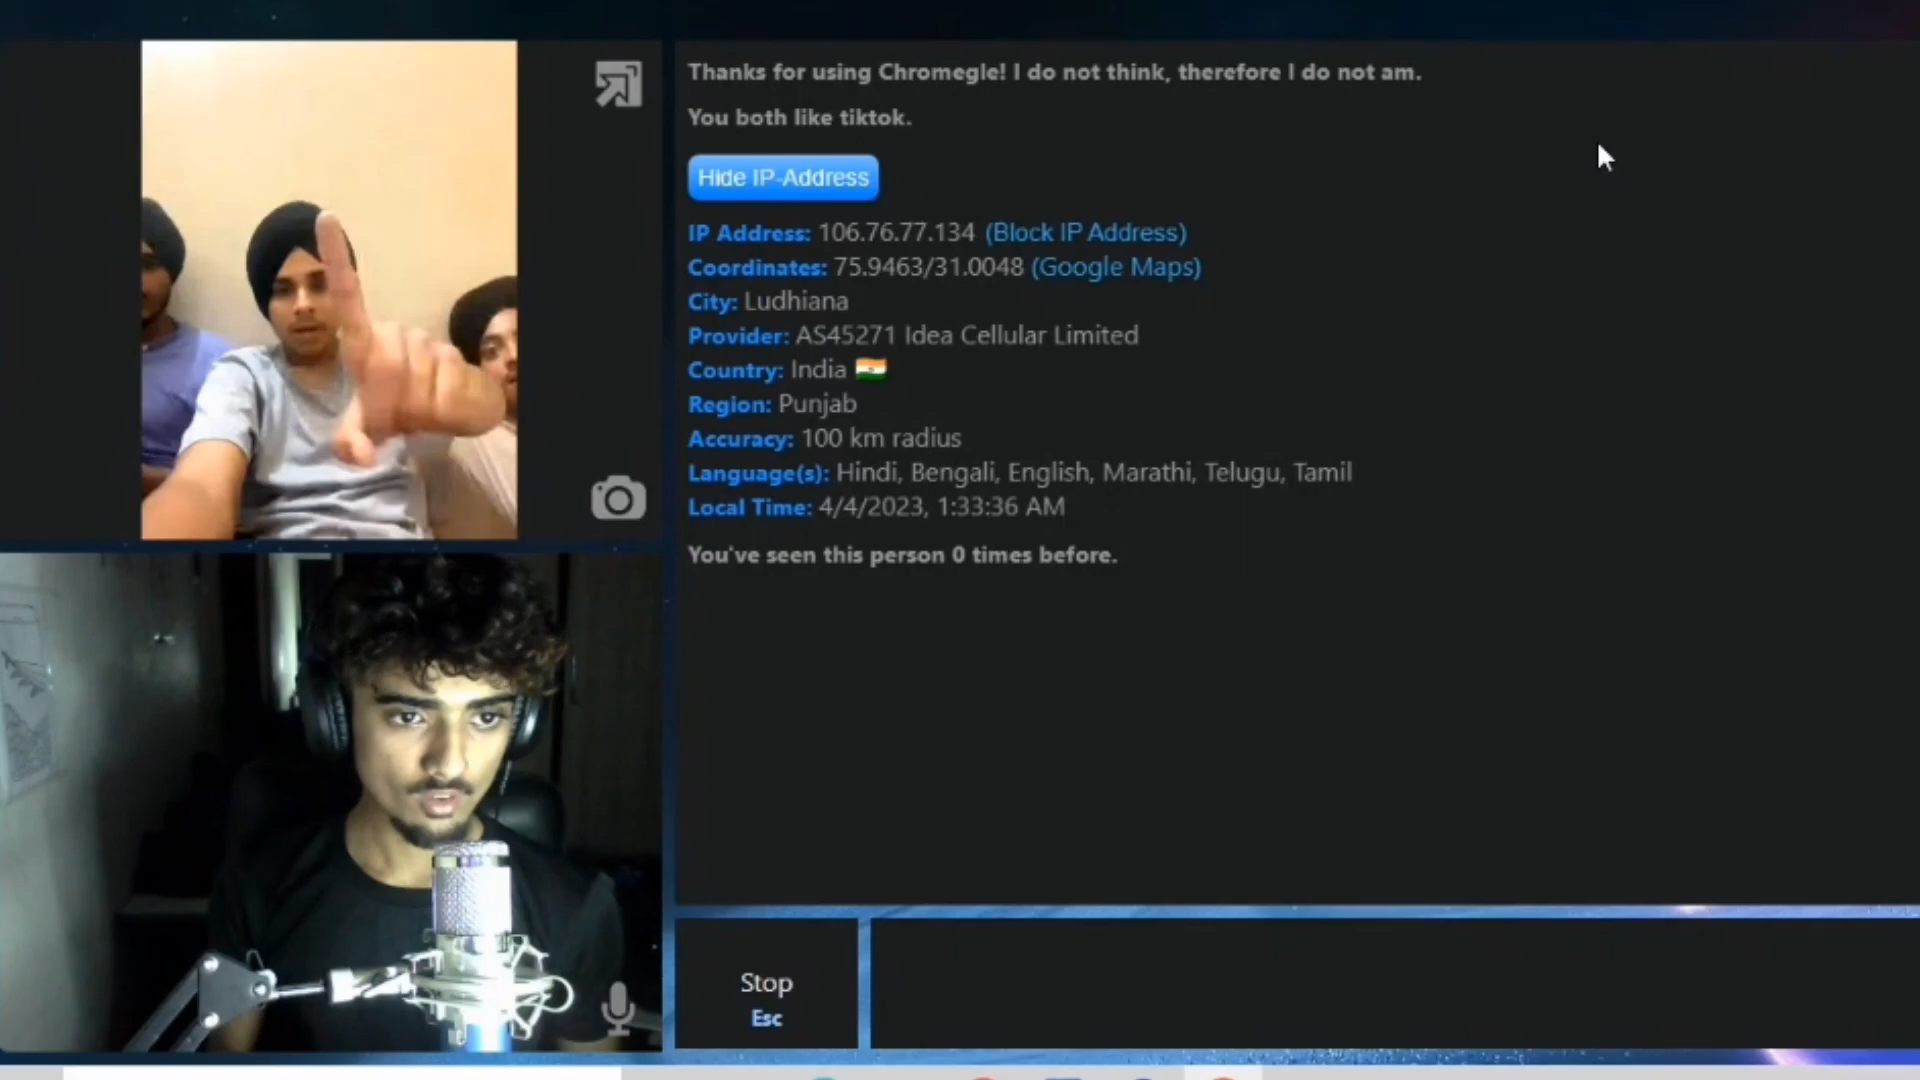 Thanks for using Chromegle! I do not think, therefore I do not am.
You both like tiktok.
Hide IP-Address
IP Address: 106.76.77.134 (Block IP Address)
Coordinates: 75.9463/31.0048 (Google Maps)
City: Ludhiana
Provider: AS45271 Idea Cellular Limited
Country: India 🇮🇳
Region: Punjab
Accuracy: 100 km radius
Language(s): Hindi, Bengali, English, Marathi, Telugu, Tamil
Local Time: 4/4/2023, 1:33:36 AM
You've seen this person 0 times before.
Stop
Esc